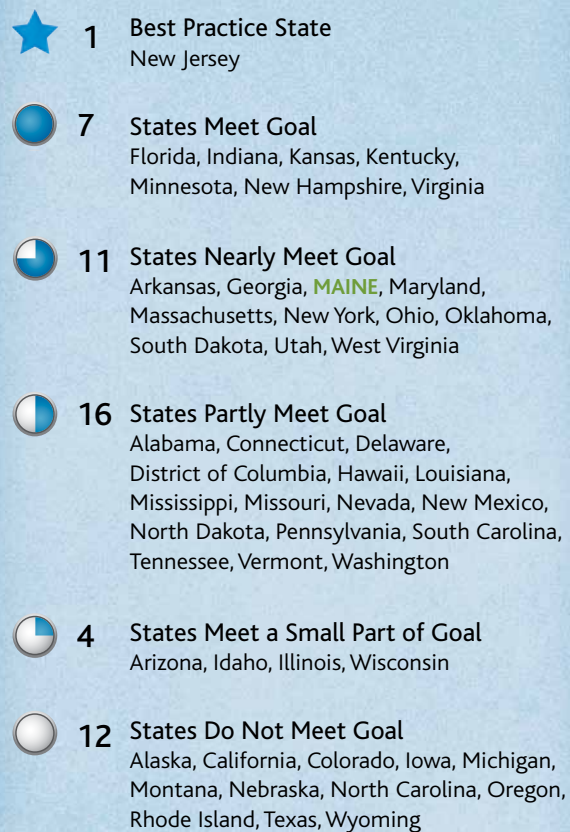 1 Best Practice State
New Jersey
7 States Meet Goal
Florida, Indiana, Kansas, Kentucky,
Minnesota, New Hampshire, Virginia
11 States Nearly Meet Goal
Arkansas, Georgia, MAINE, Maryland,
Massachusetts, New York, Ohio, Oklahoma,
South Dakota, Utah, West Virginia
16 States Partly Meet Goal
Alabama, Connecticut, Delaware,
District of Columbia, Hawaii, Louisiana,
Mississippi, Missouri, Nevada, New Mexico,
North Dakota, Pennsylvania, South Carolina,
Tennessee, Vermont, Washington
4 States Meet a Small Part of Goal
Arizona, Idaho, Illinois, Wisconsin
12 States Do Not Meet Goal
Alaska, California, Colorado, Iowa, Michigan,
Montana, Nebraska, North Carolina, Oregon,
Rhode Island, Texas, Wyoming